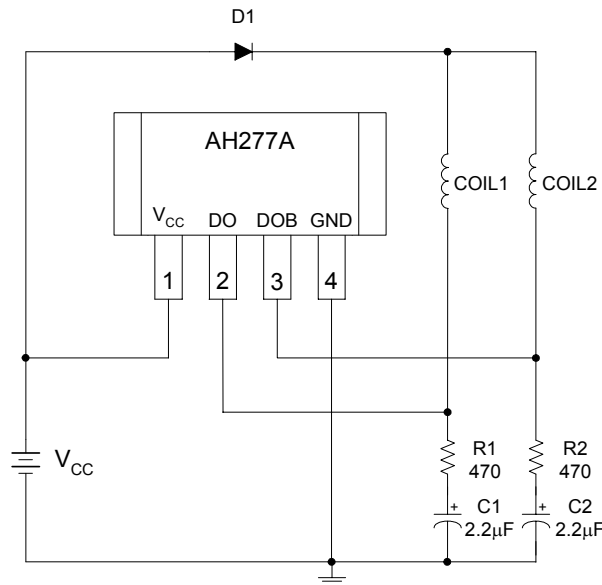 D1
AH277A
COIL1
COIL2
VCC
DO
DOB
GND
1
2
3
4
VCC
R1
470
R2
470
+
C1
2.2μF
+
C2
2.2μF